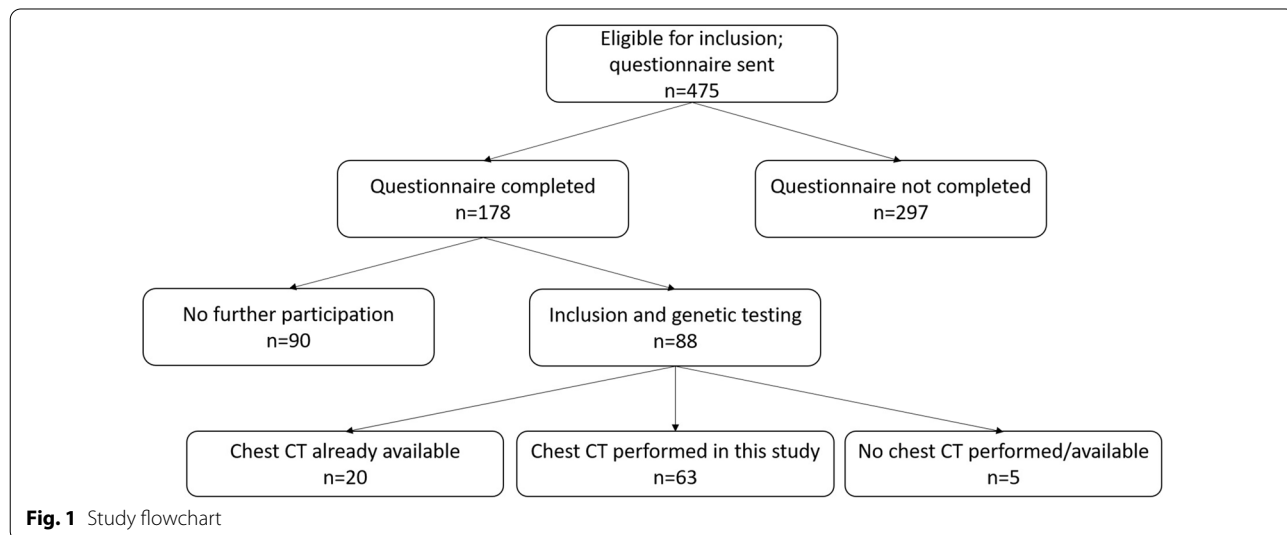 Eligible for inclusion;
questionnaire sent
n=475
Questionnaire completed
n=178
Questionnaire not completed
n=297
No further participation
n=90
Inclusion and genetic testing
n=88
Chest CT already available
n=20
Chest CT performed in this study
n=63
No chest CT performed/available
n=5
Fig. 1 Study flowchart